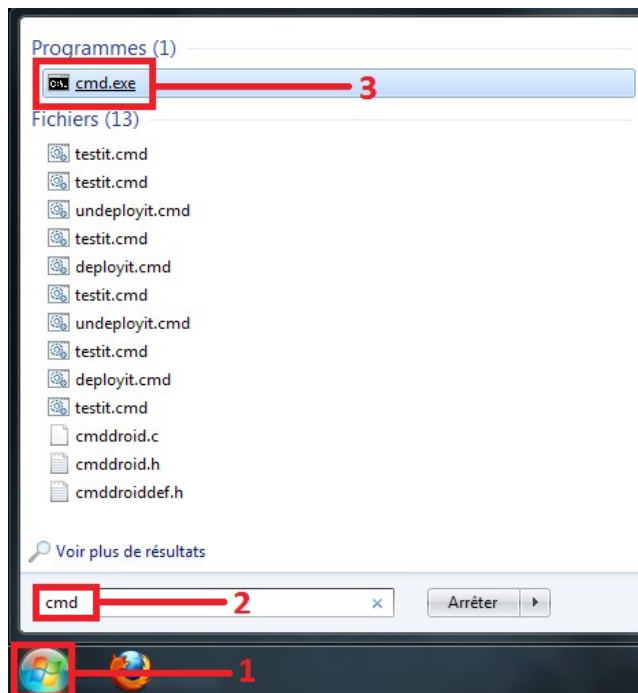 Programmes (1)
cmd.exe 3
Fichiers (13)
testit.cmd
testit.cmd
undeployit.cmd
testit.cmd
deployit.cmd
testit.cmd
undeployit.cmd
testit.cmd
deployit.cmd
testit.cmd
cmddroid.c
cmddroid.h
cmddroiddef.h
Voir plus de résultats
cmd 2 Arrêter
1